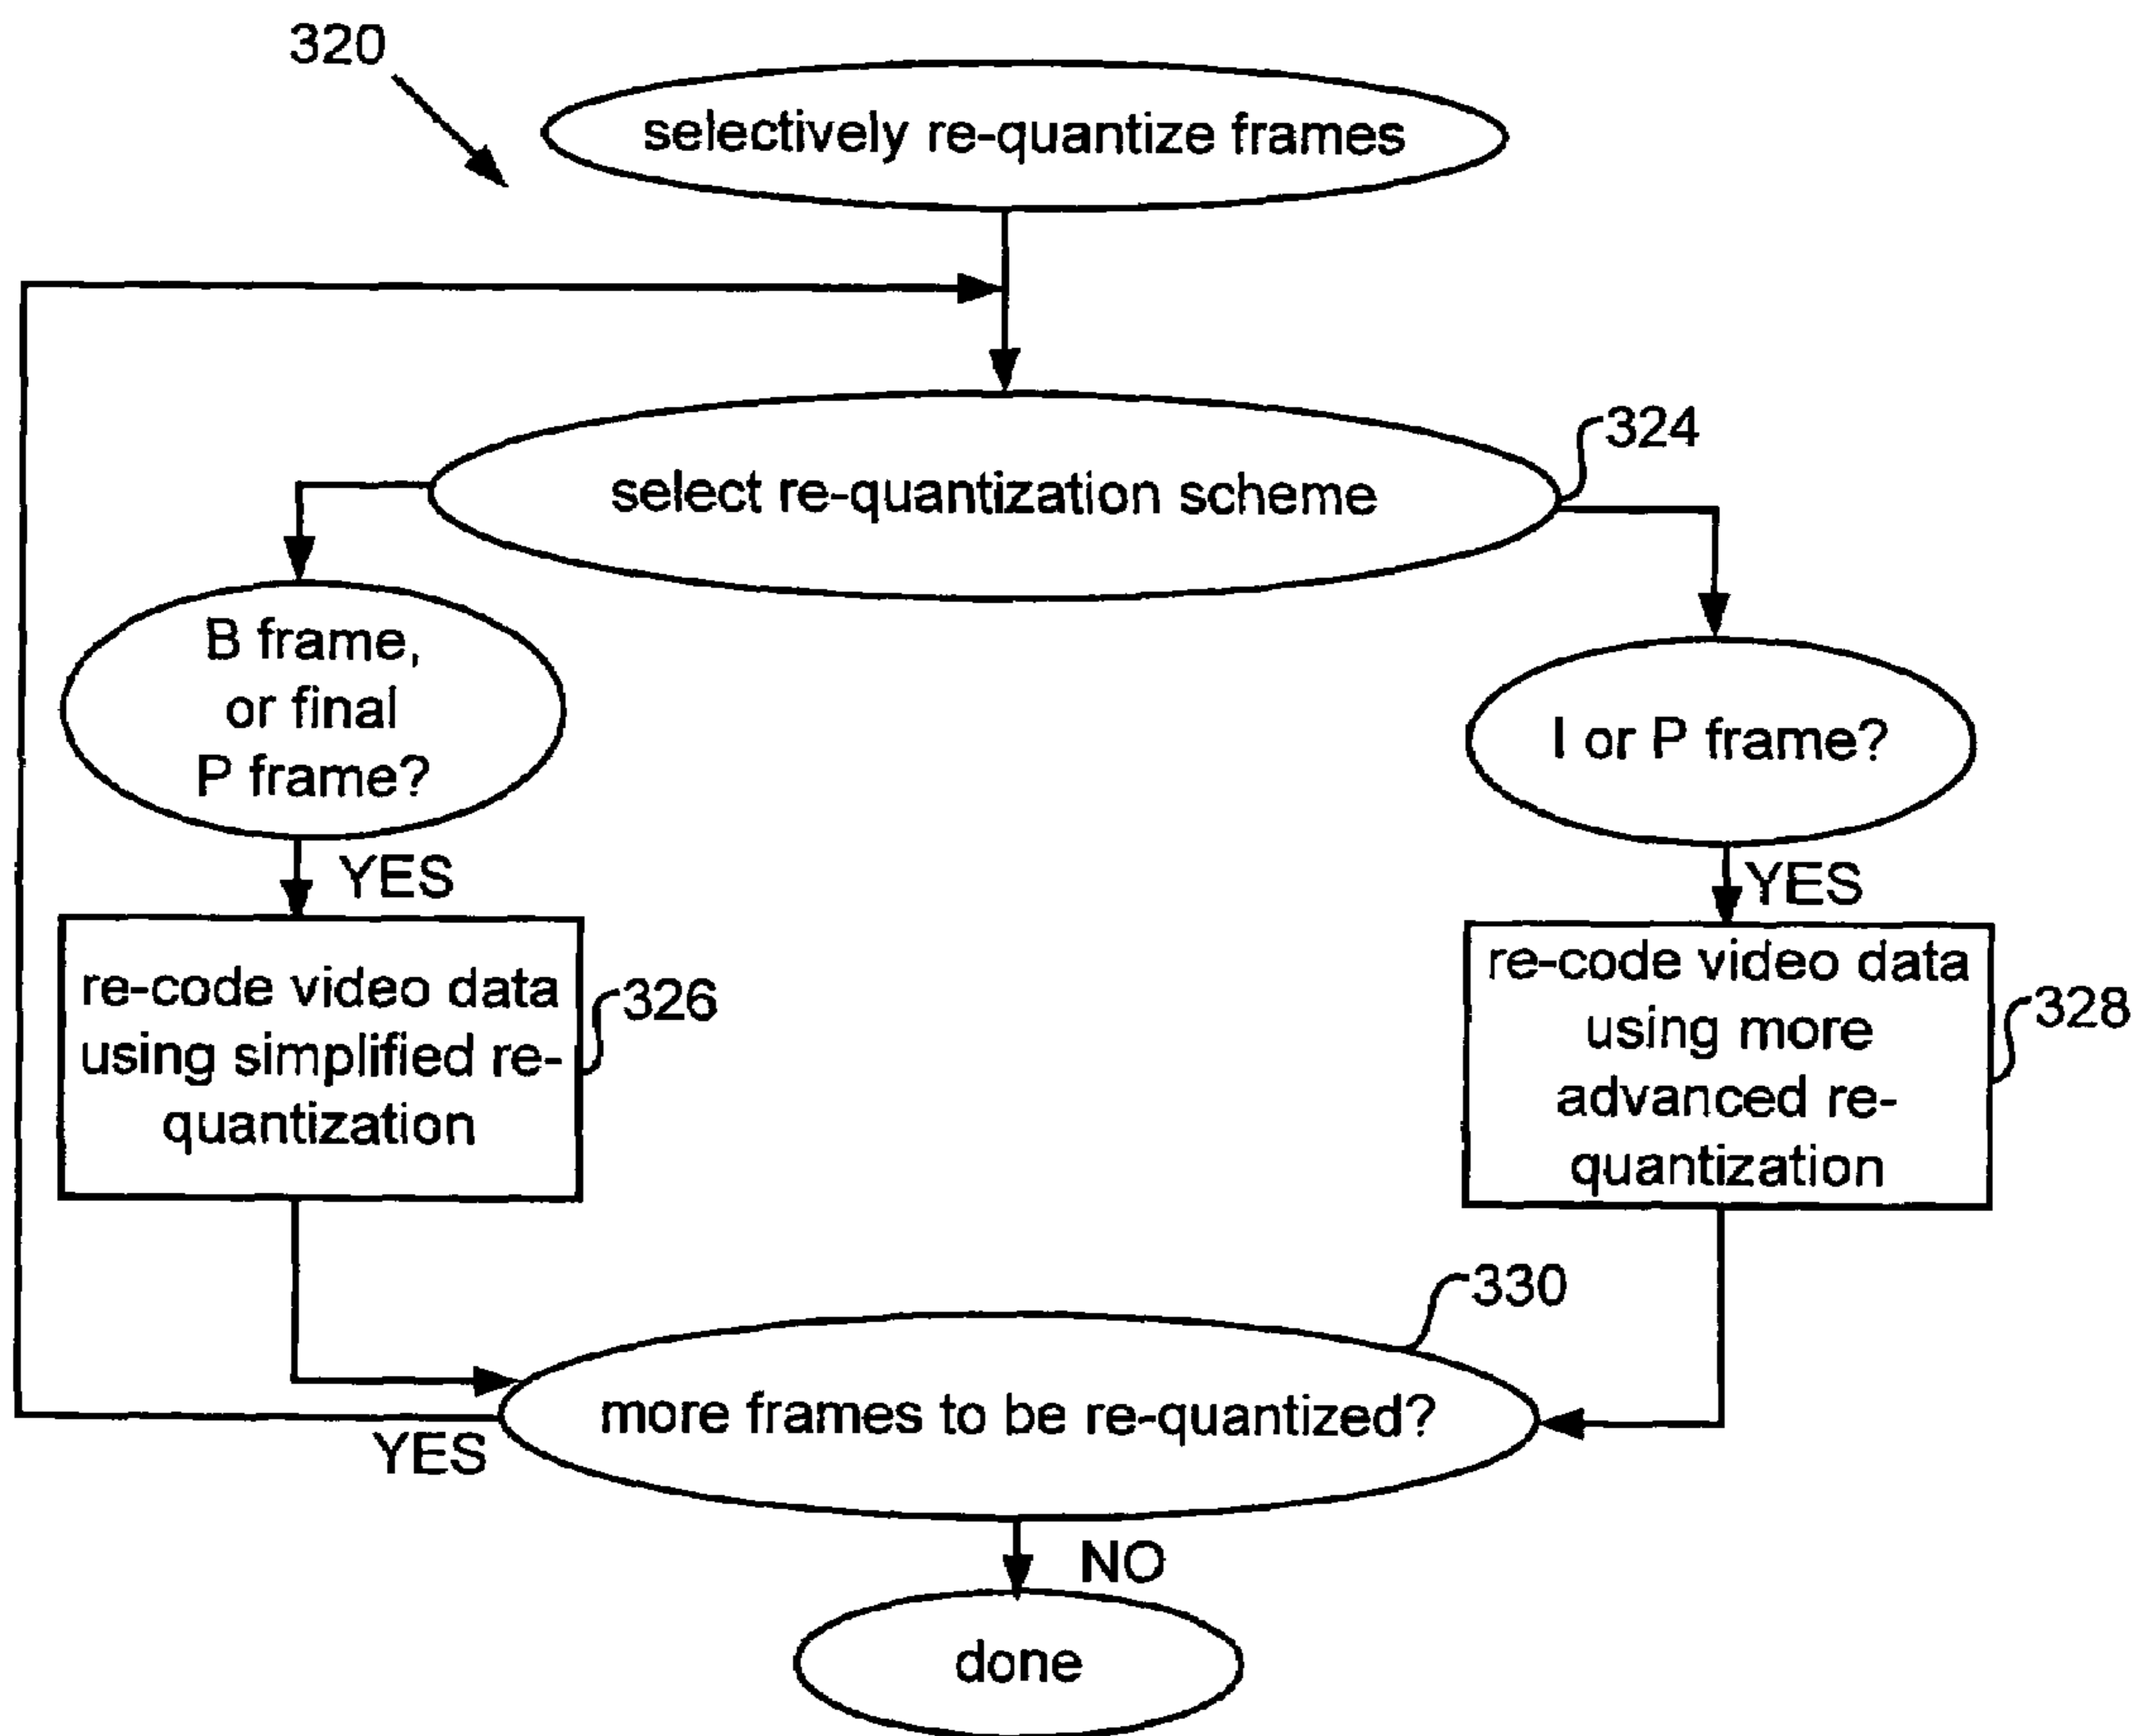 320
selectively re-quantize frames
select re-quantization scheme
324
B frame,
or final
P frame?
I or P frame?
YES
YES
re-code video data
using simplified re-
quantization
326
re-code video data
using more
advanced re-
quantization
328
330
more frames to be re-quantized?
YES
NO
done